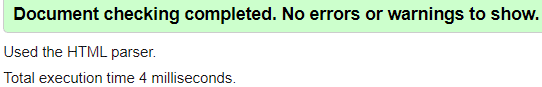 Document checking completed. No errors or warnings to show.
Used the HTML parser.
Total execution time 4 milliseconds.